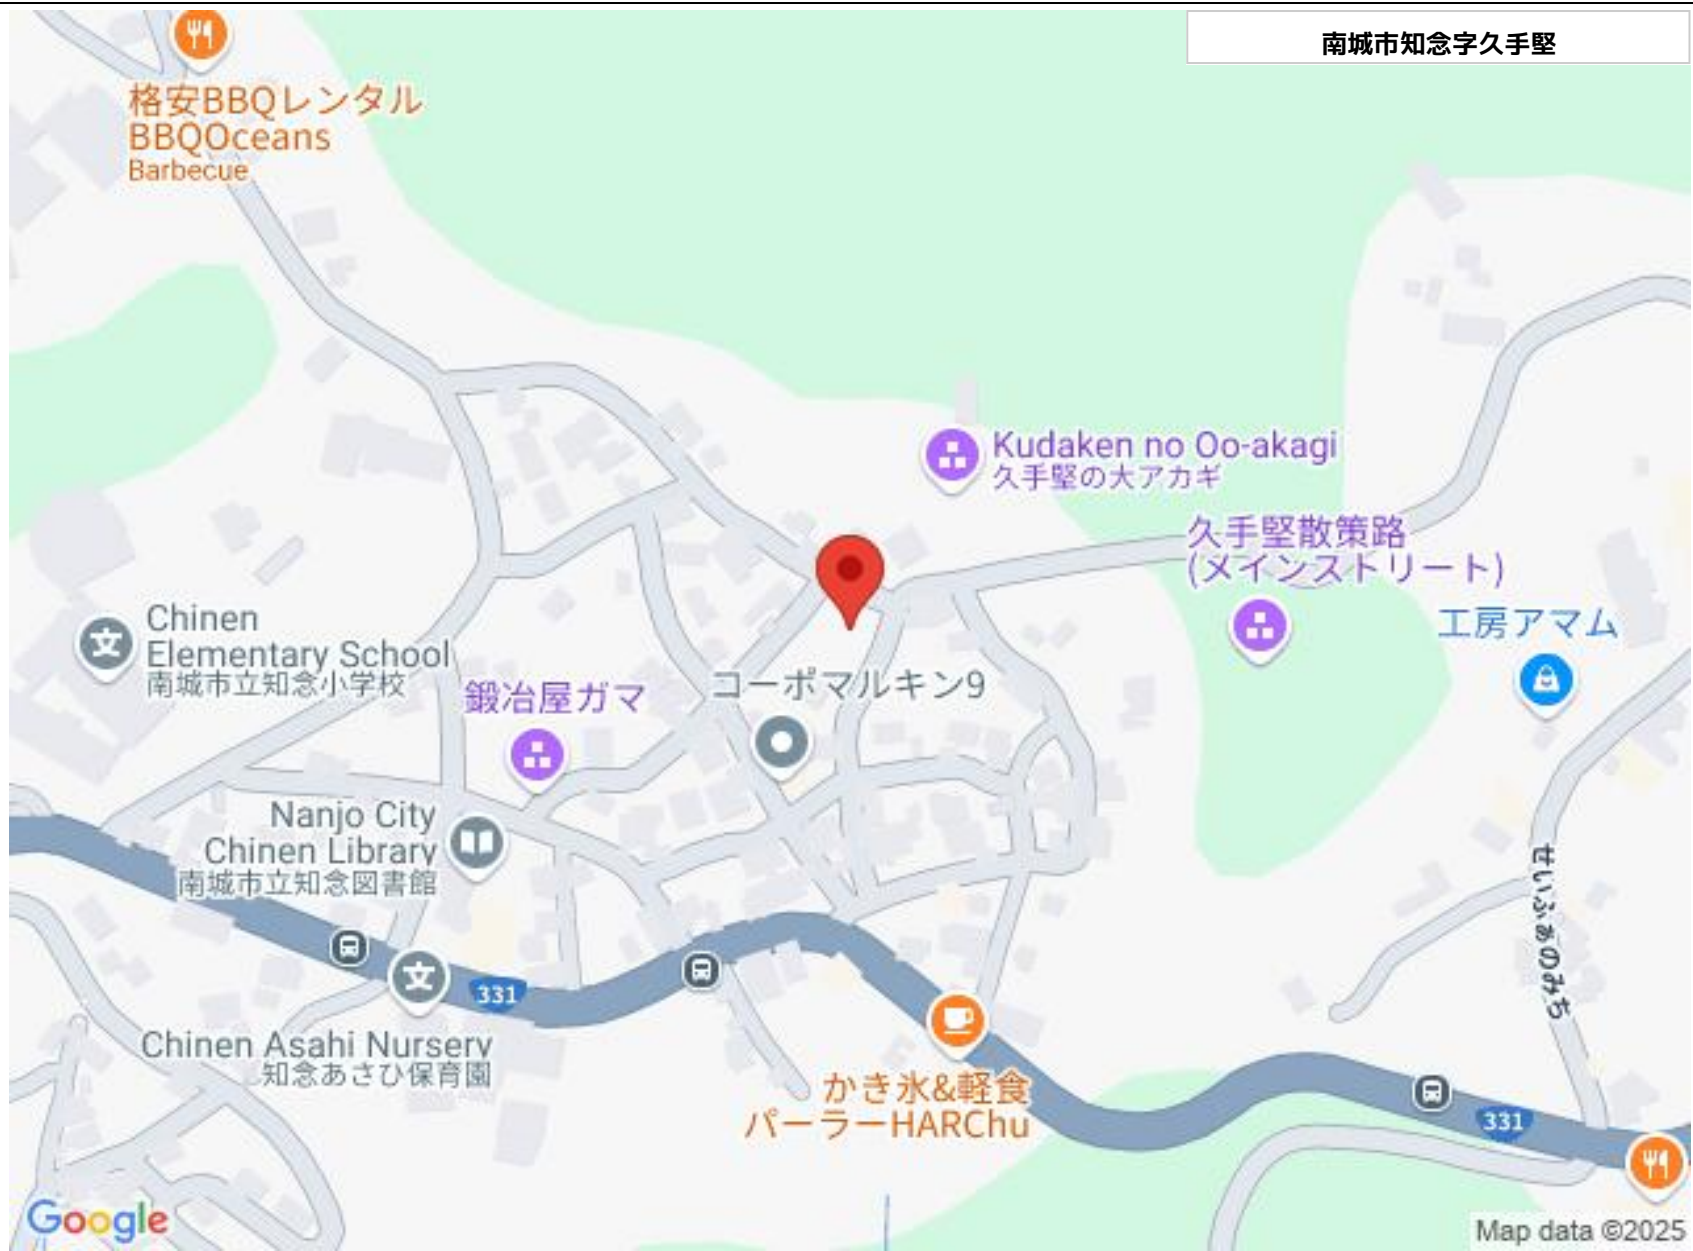 南城市知念字久手堅
格安BBQレンタル
BBQOceans
Barbecue
Kudaken no Oo-akagi
久手堅の大アカギ
久手堅散策路
(メインストリート)
工房アマム
Chinen
Elementary School
南城市立知念小学校
鍛冶屋ガマ
コーポマルキン9
Nanjo City
Chinen Library
南城市立知念図書館
せいふぁのみち
文
文
331
Chinen Asahi Nursery
知念あさひ保育園
かき氷&軽食
パーラーHARChu
331
Google
Map data ©2025